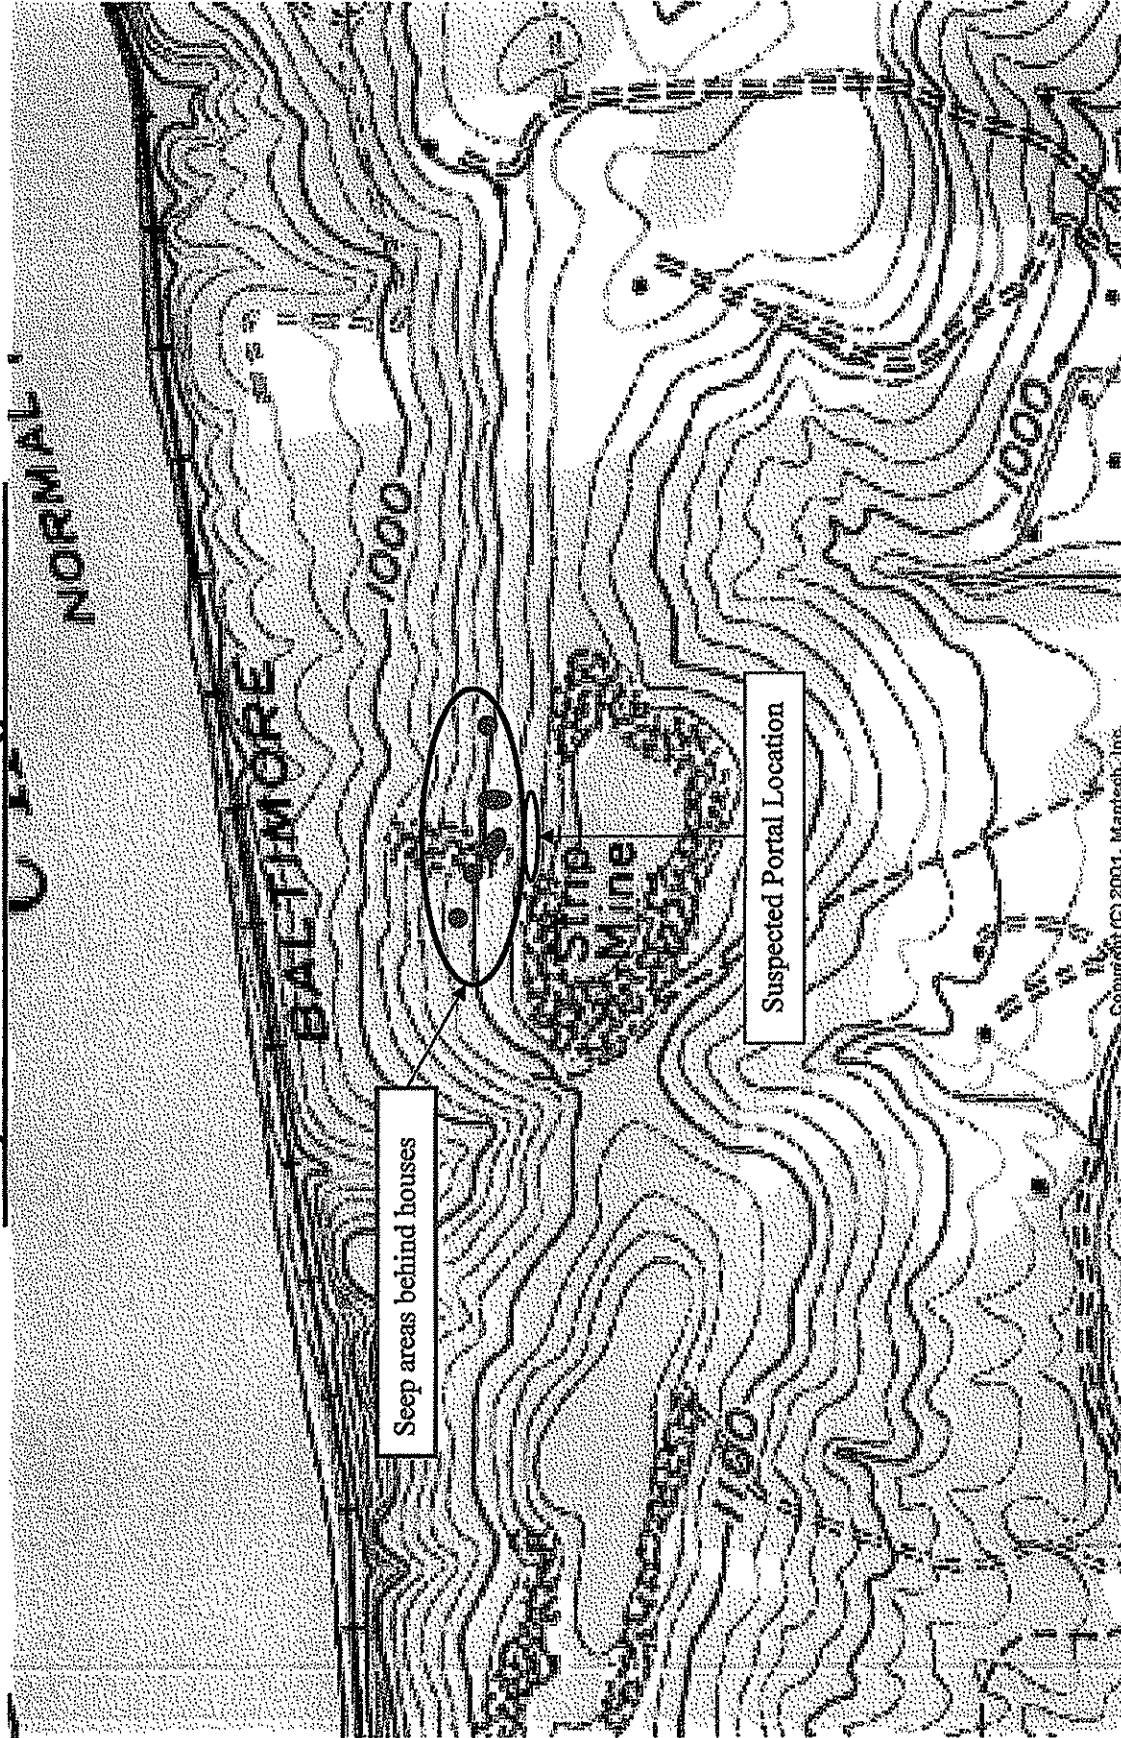 NORMAL
BALTIMORE
1000
Seep areas behind houses
Strip
Mine
Suspected Portal Location
1000
1100
Copyright (C) 2001, Maptech, Inc.